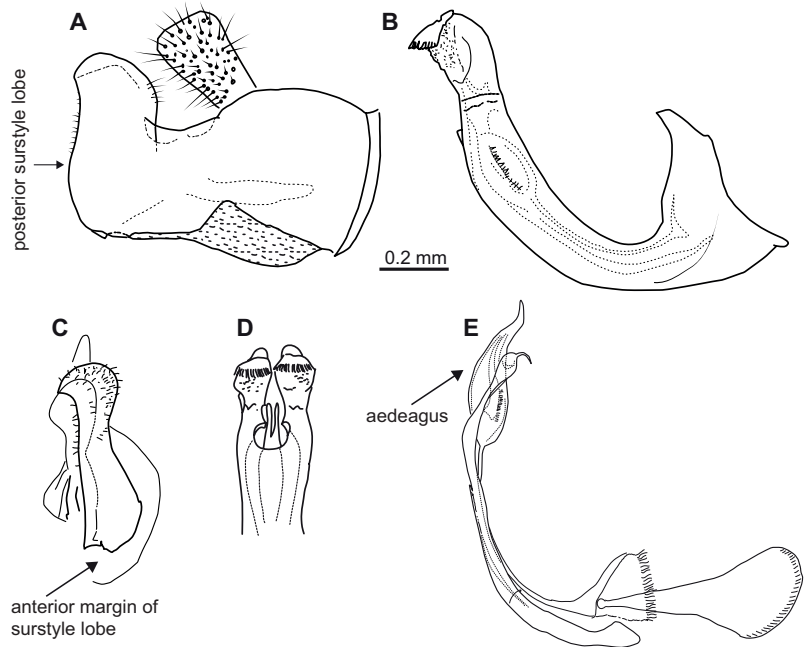 A
B
posterior surstyle lobe
0.2 mm
C
D
E
aedeagus
anterior margin of
surstyle lobe